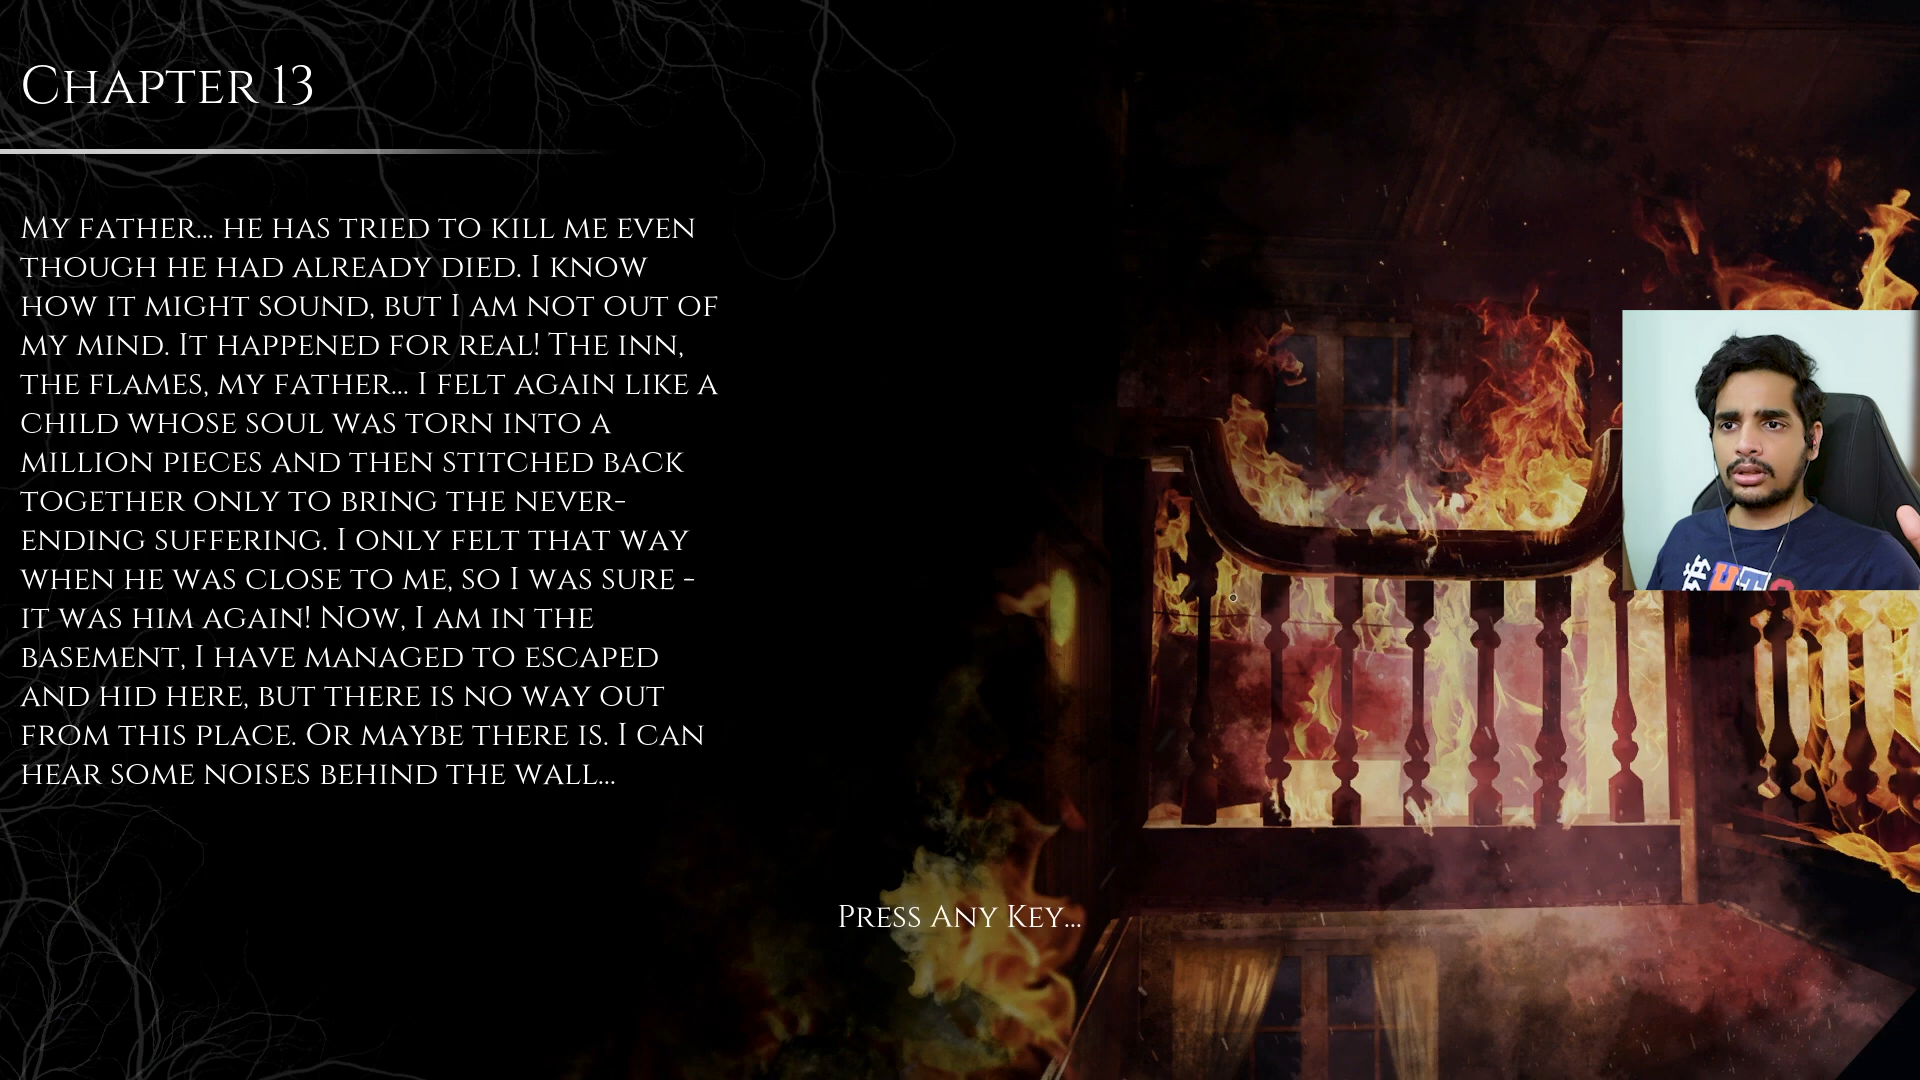 Chapter 13
My father... he has tried to kill me even
though he had already died. I know
how it might sound, but I am not out of
my mind. It happened for real! The inn,
the flames, my father... I felt again like a
child whose soul was torn into a
million pieces and then stitched back
together only to bring the never-
ending suffering. I only felt that way
when he was close to me, so I was sure -
it was him again! Now, I am in the
basement, I have managed to escaped
and hid here, but there is no way out
from this place. Or maybe there is. I can
hear some noises behind the wall...
Press Any Key...